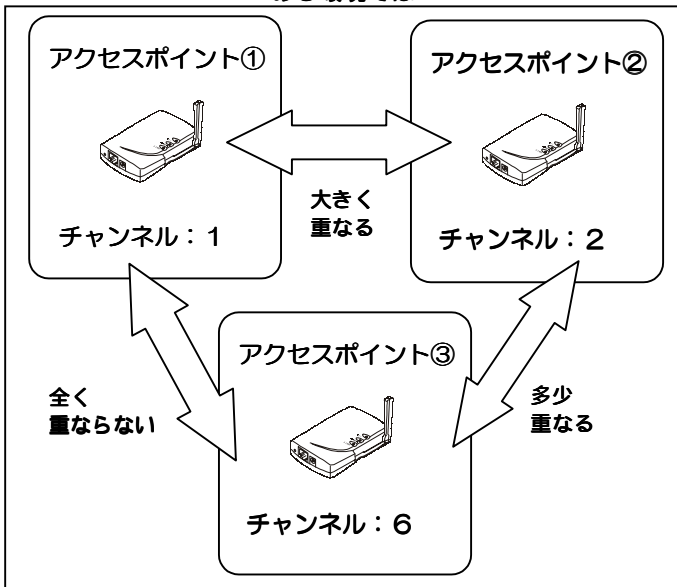 アクセスポイント①
アクセスポイント②
大きく
重なる
チャンネル：１
チャンネル：２
アクセスポイント③
全く
重ならない
多少
重なる
チャンネル：６